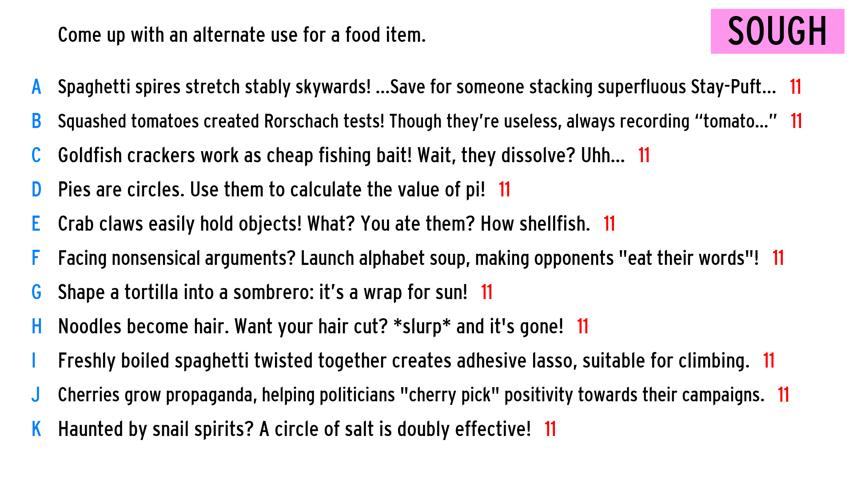 Come up with an alternate use for a food item.
SOUGH
A Spaghetti spires stretch stably skywards! ...Save for someone stacking superfluous Stay-Puft... 11
B Squashed tomatoes created Rorschach tests! Though they're useless, always recording “tomato...” 11
C Goldfish crackers work as cheap fishing bait! Wait, they dissolve? Uhh... 11
D Pies are circles. Use them to calculate the value of pi! 11
E Crab claws easily hold objects! What? You ate them? How shellfish. 11
F Facing nonsensical arguments? Launch alphabet soup, making opponents "eat their words"! 11
G Shape a tortilla into a sombrero: it's a wrap for sun! 11
H Noodles become hair. Want your hair cut? *slurp* and it's gone! 11
I Freshly boiled spaghetti twisted together creates adhesive lasso, suitable for climbing. 11
J Cherries grow propaganda, helping politicians "cherry pick" positivity towards their campaigns. 11
K Haunted by snail spirits? A circle of salt is doubly effective! 11